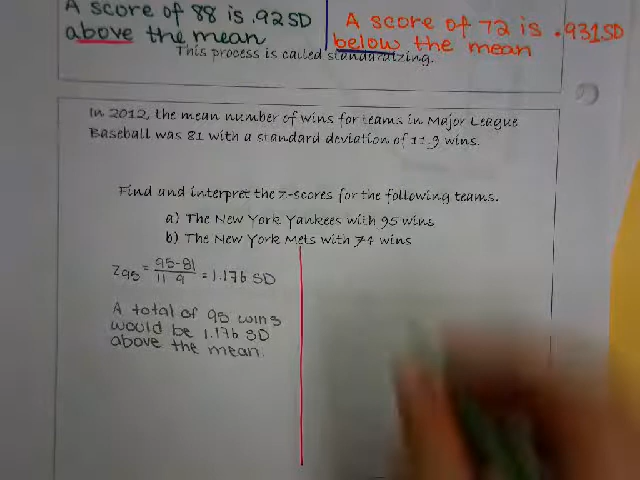 A score of 88 is .92SD
above the mean
A score of 72 is .931SD
below the mean
This process is called standardizing.
In 2012, the mean number of wins for teams in Major League
Baseball was 81 with a standard deviation of 11.9 wins.
Find and interpret the z-scores for the following teams.
a) The New York Yankees with 95 wins
b) The New York Mets with 74 wins
z95 = 95-81 / 11.9 = 1.176 SD
A total of 95 wins
would be 1.176 SD
above the mean.